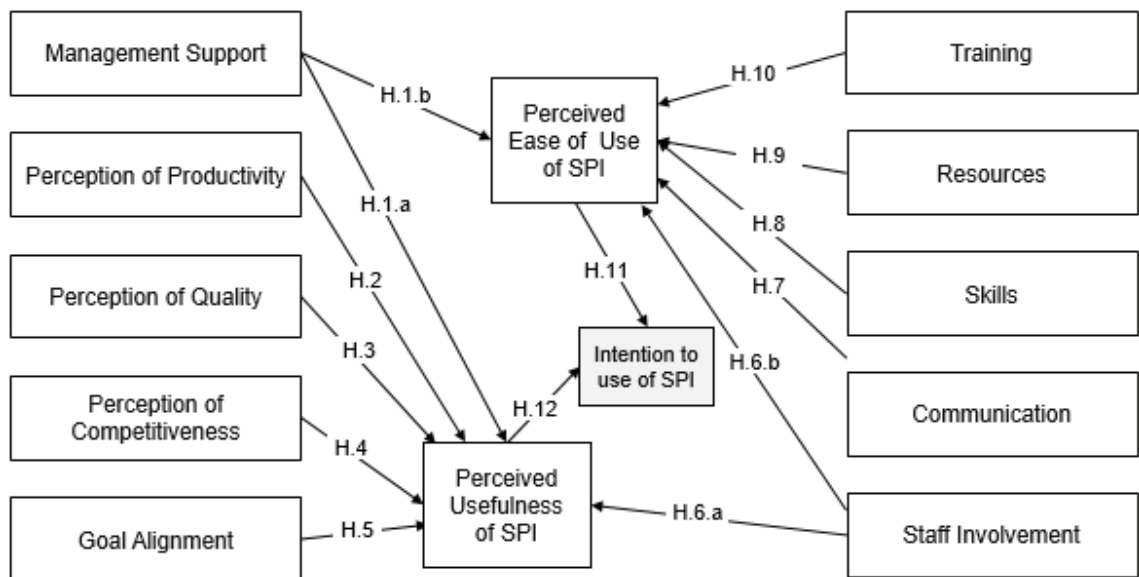 Management Support
Training
H.10
H.1.b
Perceived
Ease of Use
of SPI
Perception of Productivity
H.9
Resources
H.1.a
H.8
H.2
H.11
H.7
Perception of Quality
Skills
H.3
Intention to
use of SPI
H.6.b
Perception of
Competitiveness
H.12
Communication
H.4
Perceived
Usefulness
of SPI
H.6.a
Goal Alignment
H.5
Staff Involvement